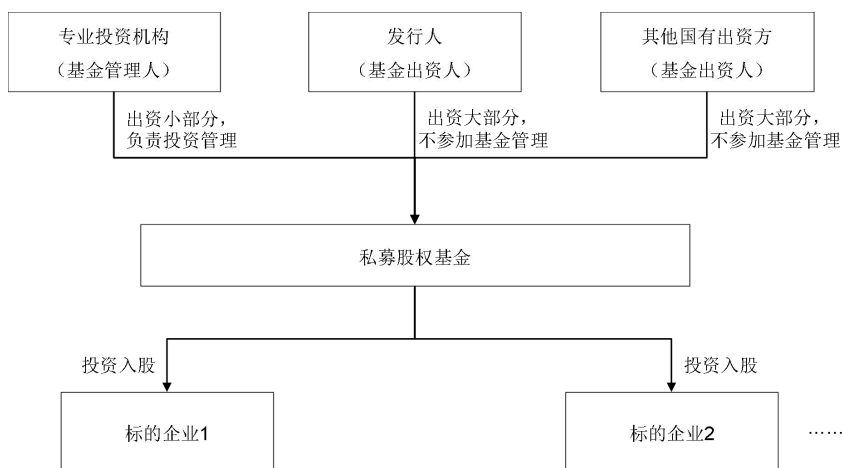 专业投资机构
（基金管理人）
发行人
（基金出资人）
其他国有出资方
（基金出资人）
出资小部分，
负责投资管理
出资大部分，
不参加基金管理
出资大部分，
不参加基金管理
私募股权基金
投资入股
投资入股
标的企业1
标的企业2
……